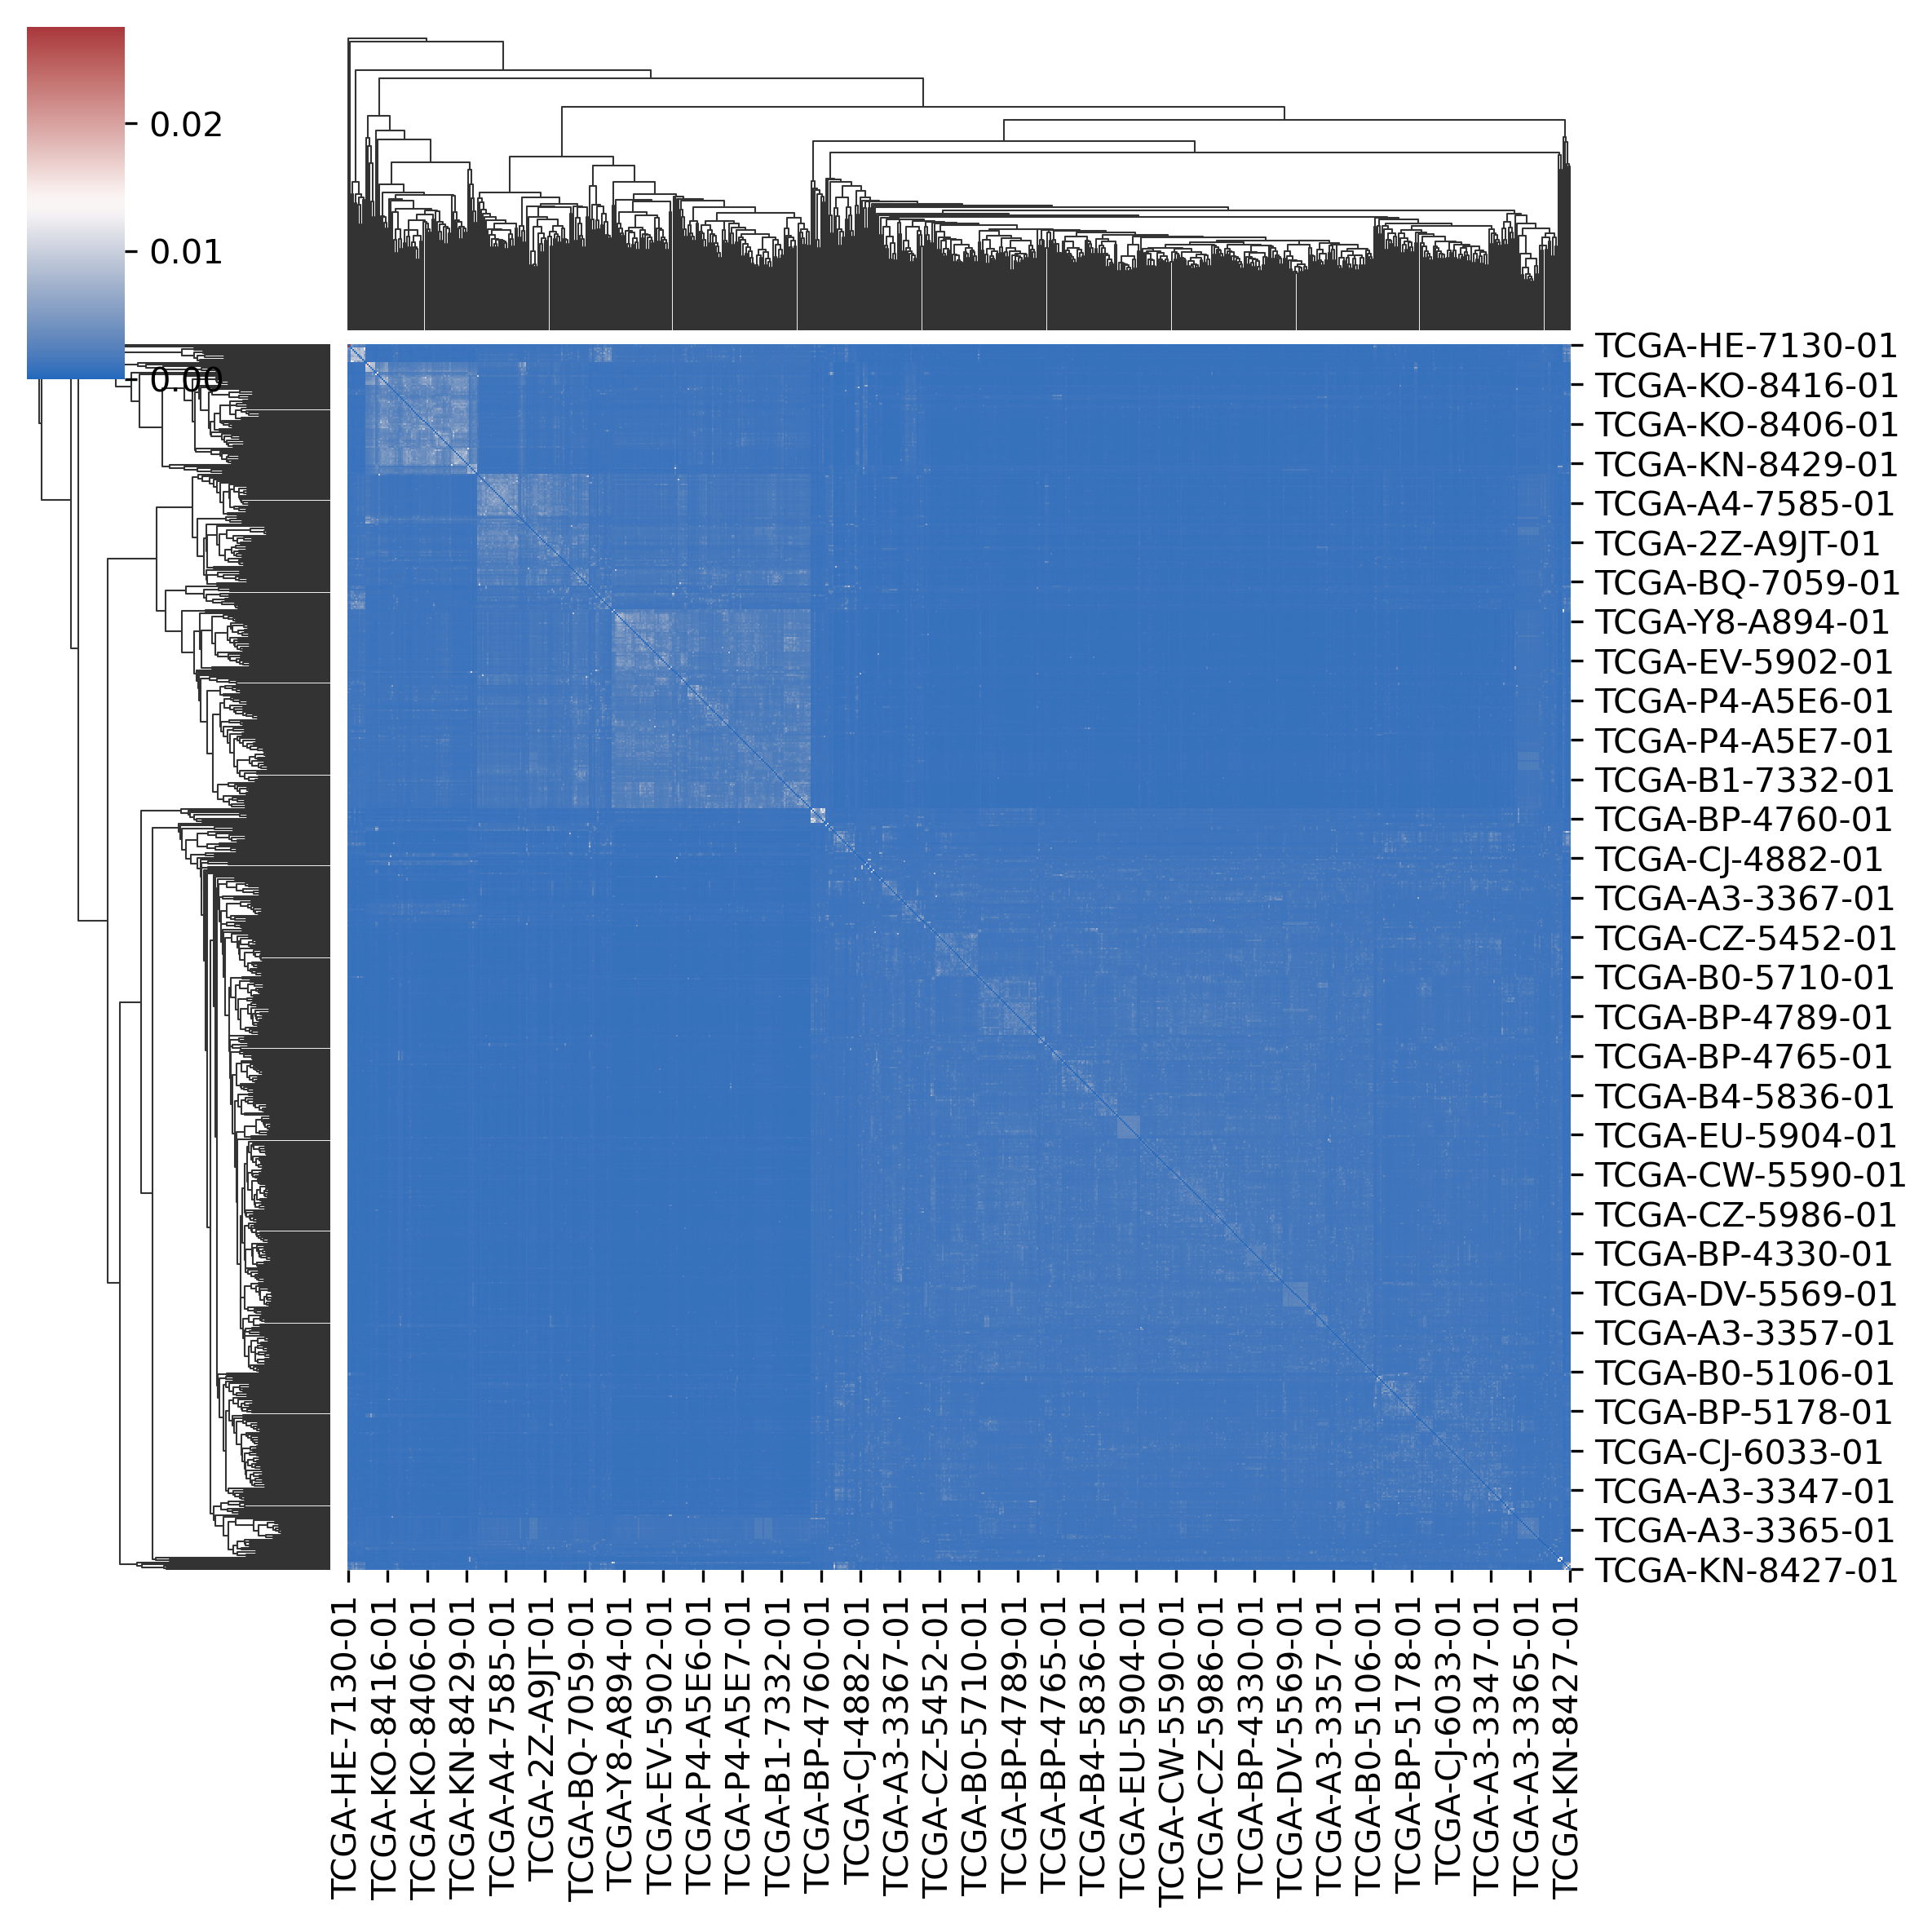 0.02
0.01
0.00
TCGA-HE-7130-01
TCGA-KO-8416-01
TCGA-KO-8406-01
TCGA-KN-8429-01
TCGA-A4-7585-01
TCGA-2Z-A9JT-01
TCGA-BQ-7059-01
TCGA-Y8-A894-01
TCGA-EV-5902-01
TCGA-P4-A5E6-01
TCGA-P4-A5E7-01
TCGA-B1-7332-01
TCGA-BP-4760-01
TCGA-CJ-4882-01
TCGA-A3-3367-01
TCGA-CZ-5452-01
TCGA-B0-5710-01
TCGA-BP-4789-01
TCGA-BP-4765-01
TCGA-B4-5836-01
TCGA-EU-5904-01
TCGA-CW-5590-01
TCGA-CZ-5986-01
TCGA-BP-4330-01
TCGA-DV-5569-01
TCGA-A3-3357-01
TCGA-B0-5106-01
TCGA-BP-5178-01
TCGA-CJ-6033-01
TCGA-A3-3347-01
TCGA-A3-3365-01
TCGA-KN-8427-01
TCGA-HE-7130-01
TCGA-KO-8416-01
TCGA-KO-8406-01
TCGA-KN-8429-01
TCGA-A4-7585-01
TCGA-2Z-A9JT-01
TCGA-BQ-7059-01
TCGA-Y8-A894-01
TCGA-EV-5902-01
TCGA-P4-A5E6-01
TCGA-P4-A5E7-01
TCGA-B1-7332-01
TCGA-BP-4760-01
TCGA-CJ-4882-01
TCGA-A3-3367-01
TCGA-CZ-5452-01
TCGA-B0-5710-01
TCGA-BP-4789-01
TCGA-BP-4765-01
TCGA-B4-5836-01
TCGA-EU-5904-01
TCGA-CW-5590-01
TCGA-CZ-5986-01
TCGA-BP-4330-01
TCGA-DV-5569-01
TCGA-A3-3357-01
TCGA-B0-5106-01
TCGA-BP-5178-01
TCGA-CJ-6033-01
TCGA-A3-3347-01
TCGA-A3-3365-01
TCGA-KN-8427-01